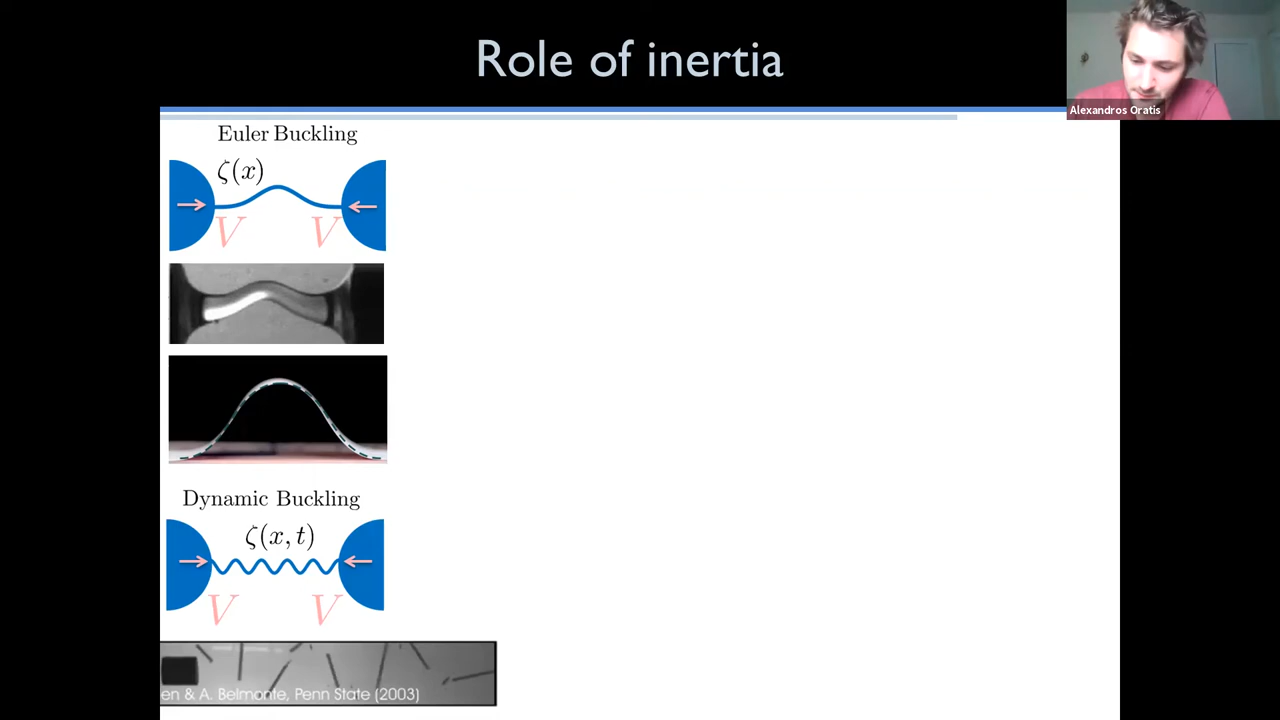 Role of inertia
Alexandros Oratis
Euler Buckling
ζ(x)
V V
Dynamic Buckling
ζ(x, t)
V V
en & A. Belmonte, Penn State (2003)